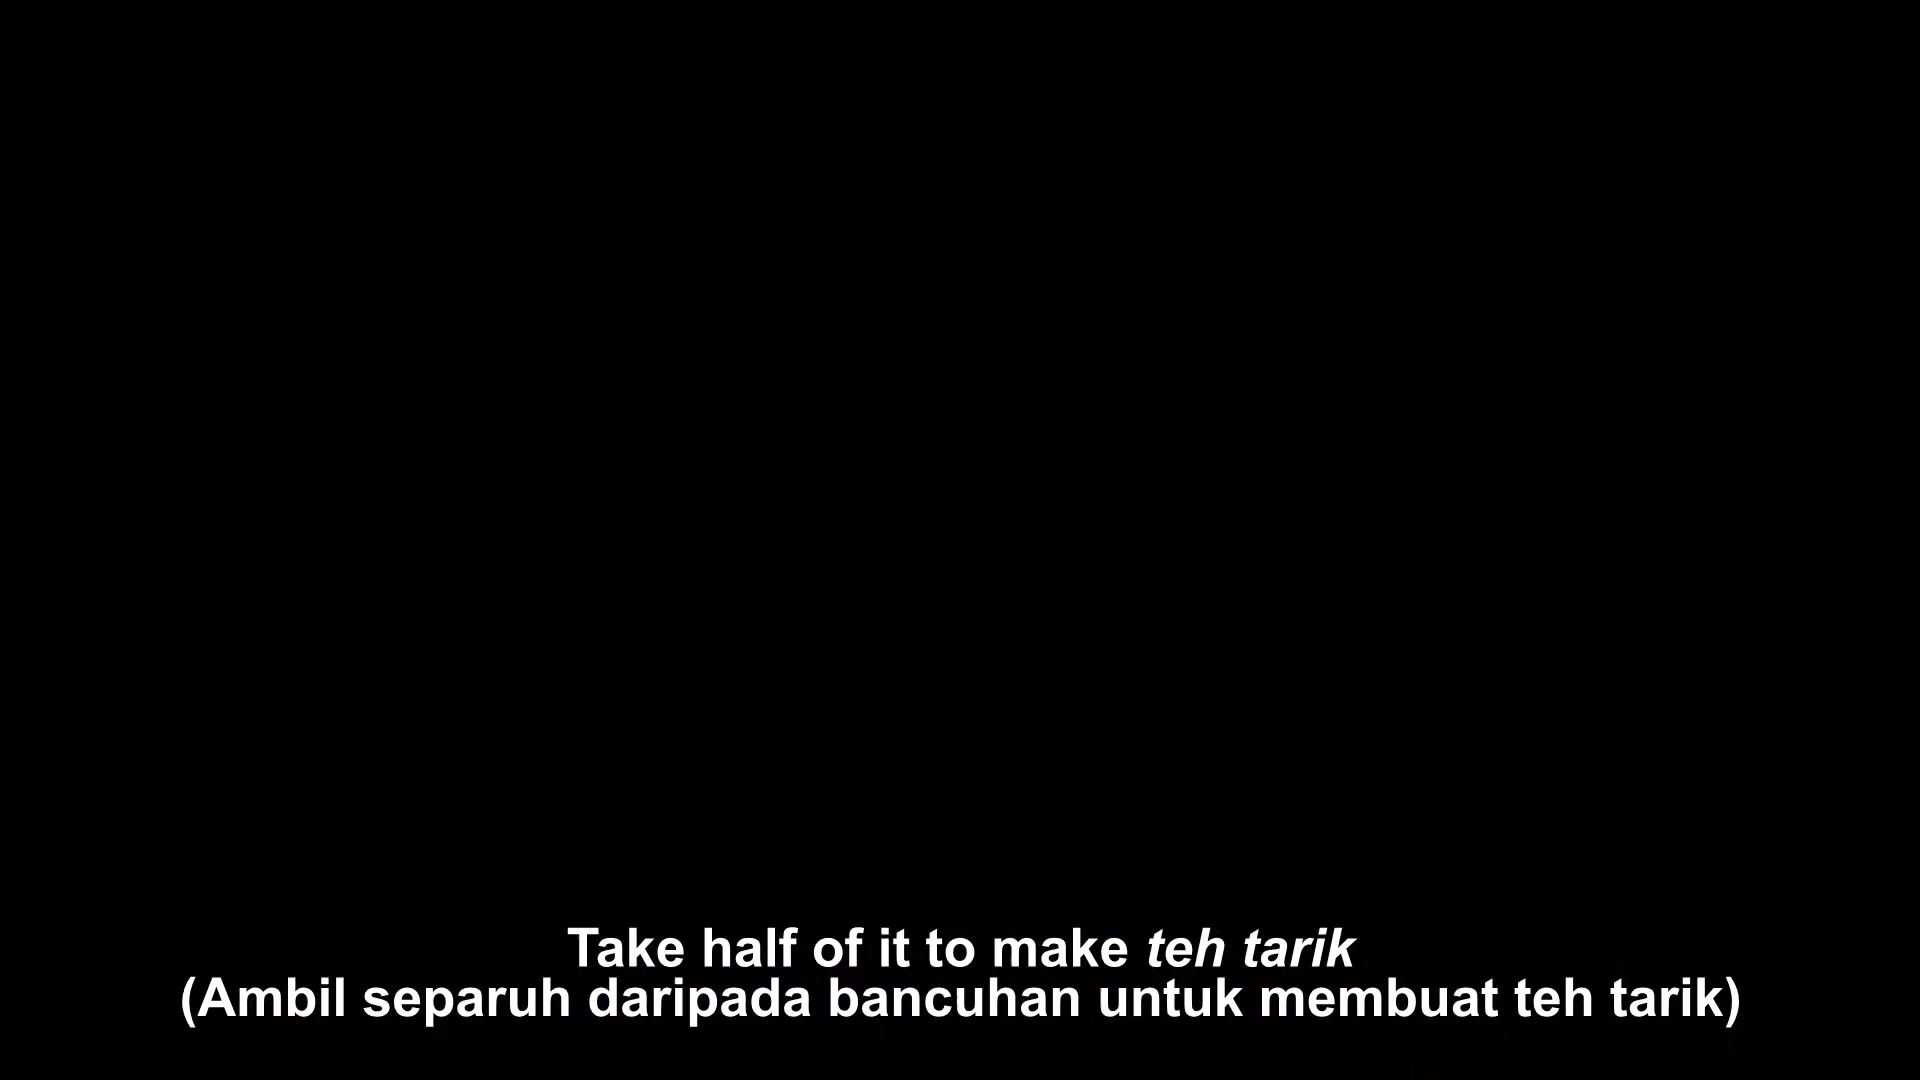 Take half of it to make teh tarik
(Ambil separuh daripada bancuhan untuk membuat teh tarik)